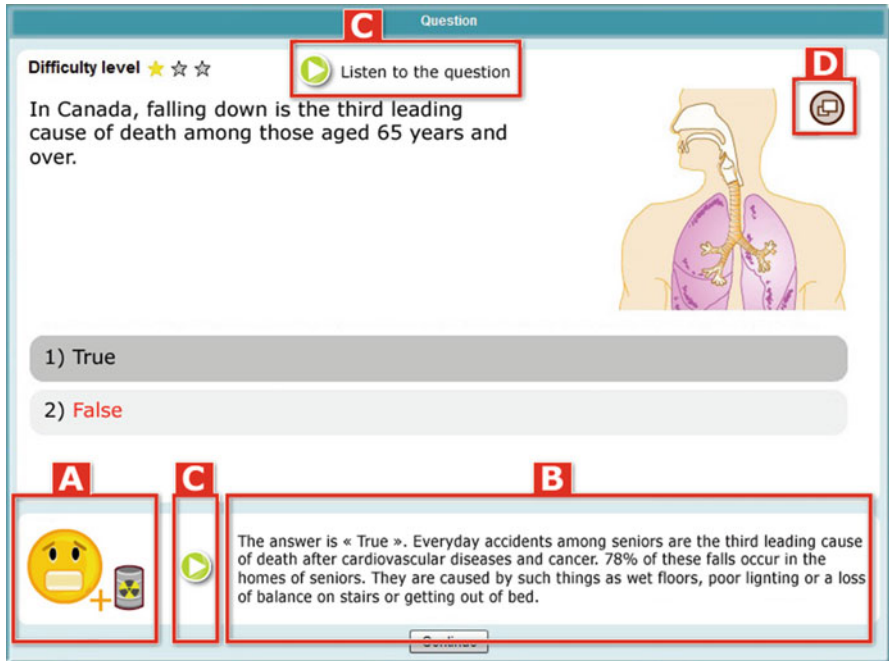 Question
C
D
Difficulty level
Listen to the question
In Canada, falling down is the third leading
cause of death among those aged 65 years and
over.
1) True
2) False
A
C
B
The answer is « True ». Everyday accidents among seniors are the third leading cause
of death after cardiovascular diseases and cancer. 78% of these falls occur in the
homes of seniors. They are caused by such things as wet floors, poor lignting or a loss
of balance on stairs or getting out of bed.
Continue